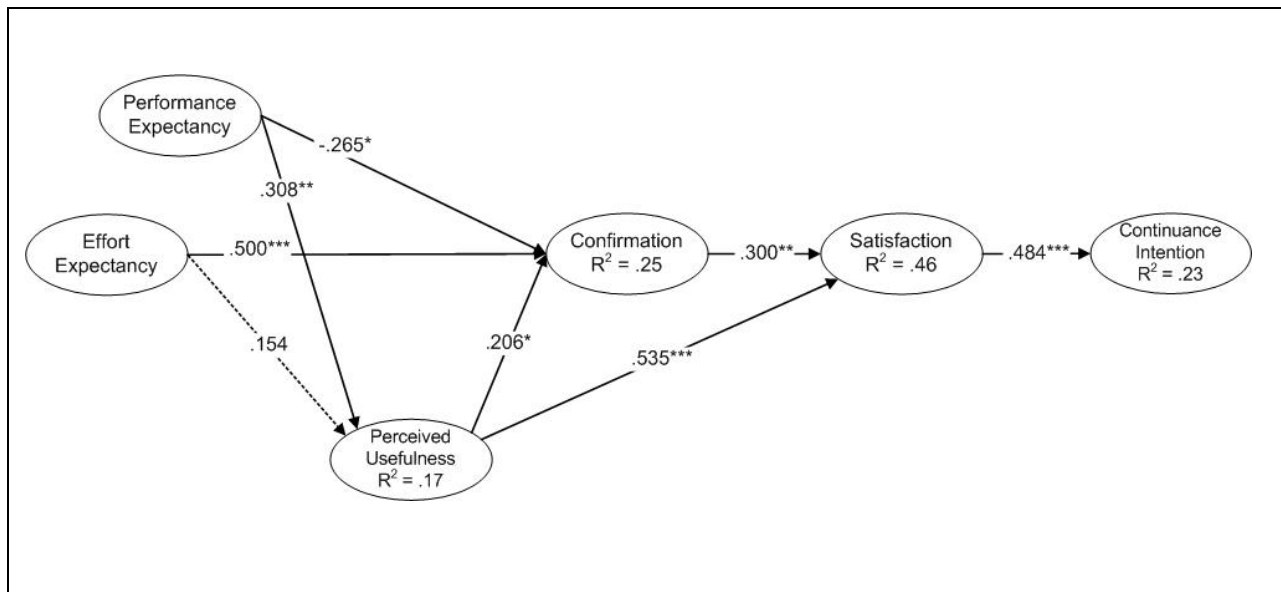 Performance
Expectancy
-.265*
.308**
Effort
Expectancy
.500***
Confirmation
R² = .25
.300**
Satisfaction
R² = .46
.484***
Continuance
Intention
R² = .23
.154
.206*
.535***
Perceived
Usefulness
R² = .17